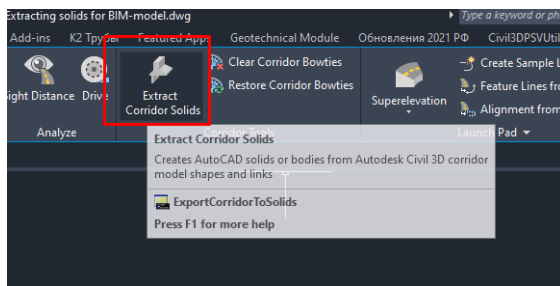 Extracting solids for BIM-model.dwg
Type a keyword or ph
Add-ins K2 Трубы Featured Apps Geotechnical Module Обновления 2021 РФ Civil3DPSVUtil
Clear Corridor Bowties
Create Sample L
ight Distance Drive
Extract
Corridor Solids
Restore Corridor Bowties
Superelevation
Feature Lines fro
Alignment from
Analyze
Corridor Tools
Launch Pad
Extract Corridor Solids
Creates AutoCAD solids or bodies from Autodesk Civil 3D corridor
model shapes and links
ExportCorridorToSolids
Press F1 for more help